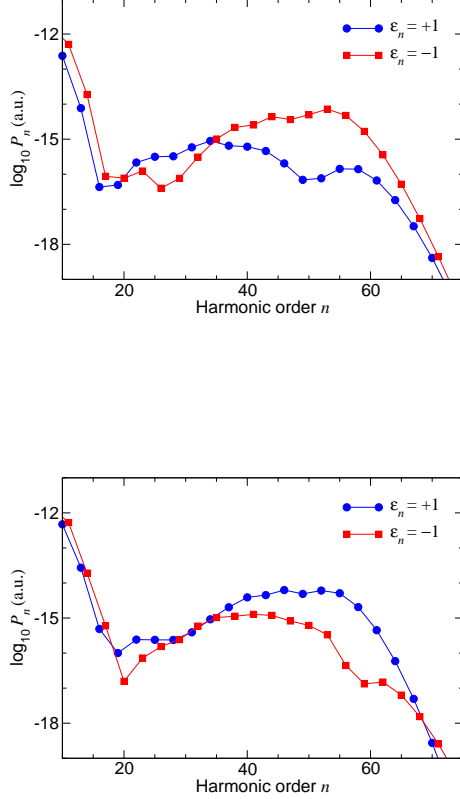 -12
-15
-18
log₁₀ Pₙ (a.u.)
εₙ = +1
εₙ = −1
20
40
60
Harmonic order n
-12
-15
-18
log₁₀ Pₙ (a.u.)
εₙ = +1
εₙ = −1
20
40
60
Harmonic order n